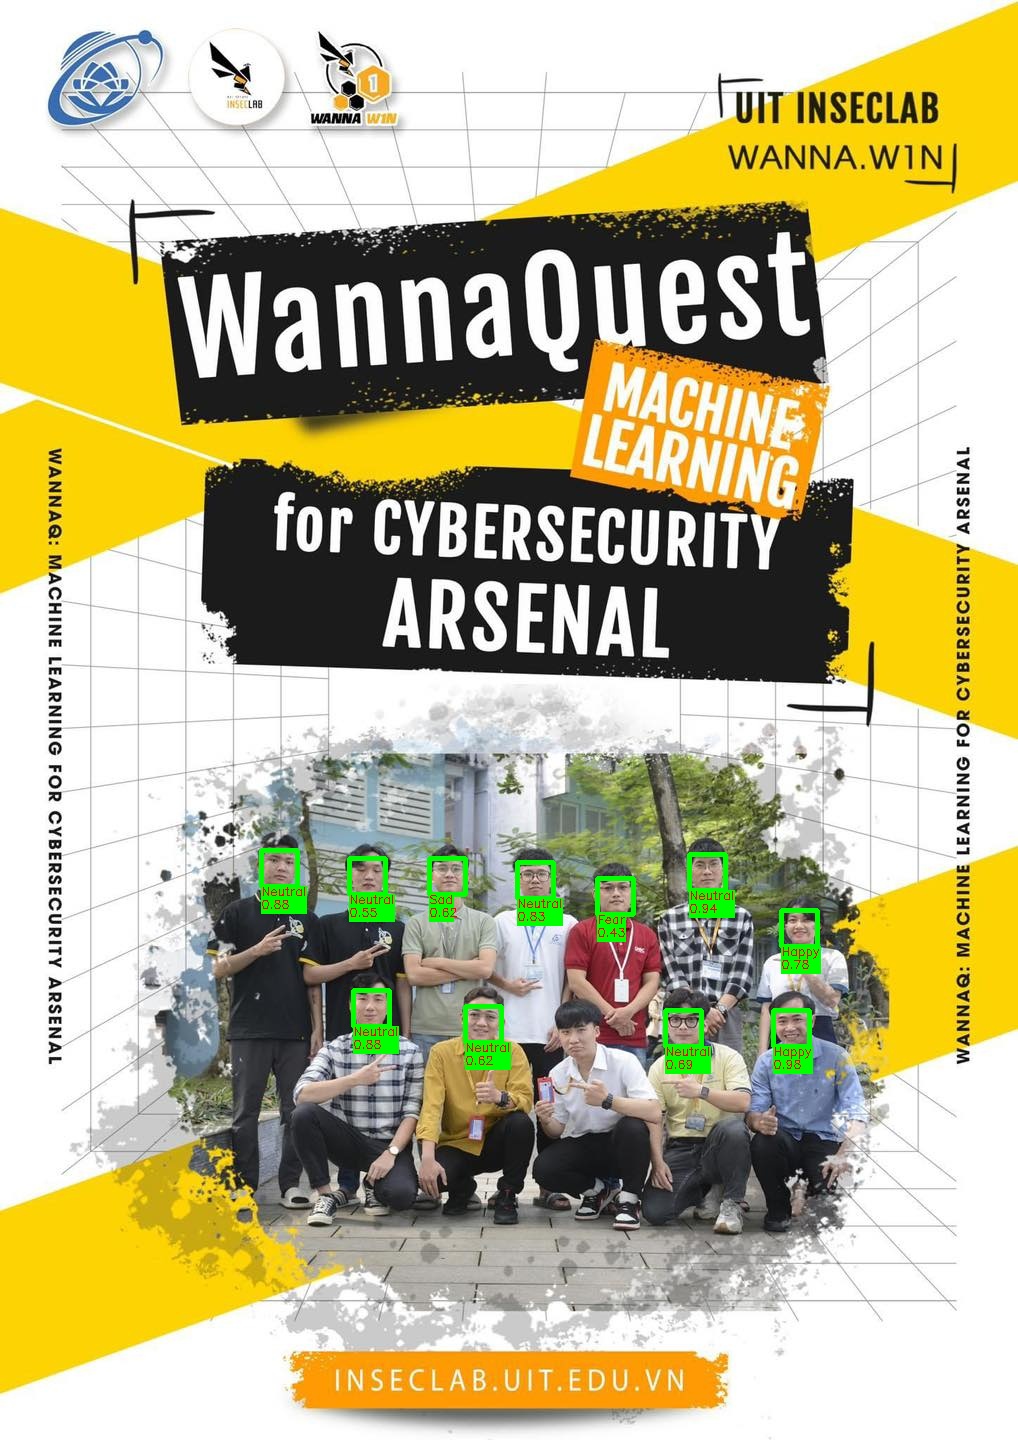 INSECLAB
1
WANNA W1N
UIT INSECLAB
WANNA.W1N
WannaQuest
MACHINE
LEARNING
for CYBERSECURITY
ARSENAL
WANNAQ: MACHINE LEARNING FOR CYBERSECURITY ARSENAL
WANNAQ: MACHINE LEARNING FOR CYBERSECURITY ARSENAL
Neutral
0.88
Neutral
0.55
Sad
0.62
Neutral
0.83
Fear
0.43
Neutral
0.94
Happy
0.78
Neutral
0.88
Neutral
0.62
Neutral
0.69
Happy
0.98
INSECLAB.UIT.EDU.VN